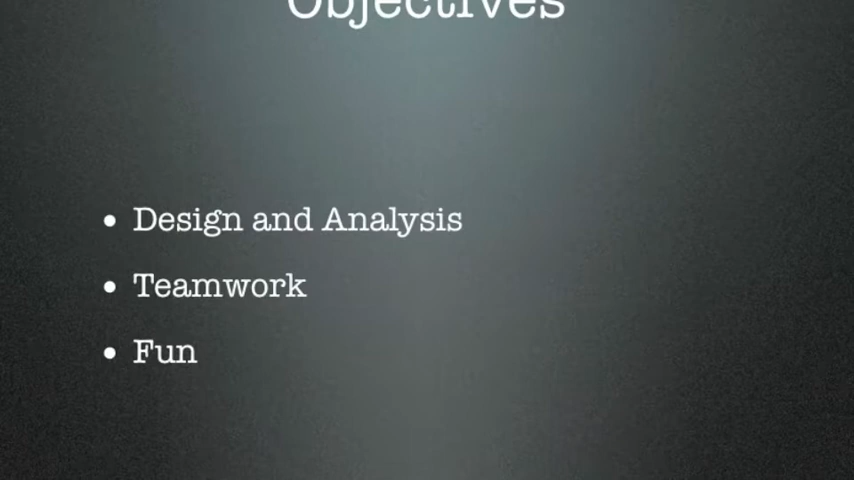 Objectives
• Design and Analysis
• Teamwork
• Fun